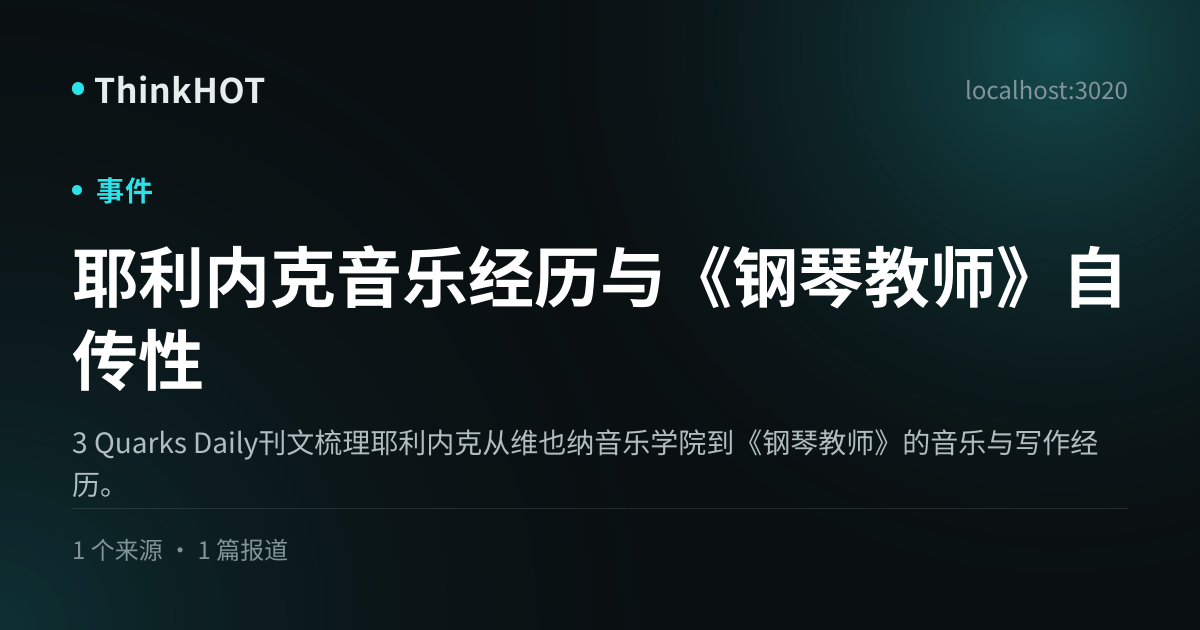 ThinkHOT
localhost:3020
事件
耶利内克音乐经历与《钢琴教师》自
传性
3 Quarks Daily刊文梳理耶利内克从维也纳音乐学院到《钢琴教师》的音乐与写作经
历。
1 个来源 · 1 篇报道